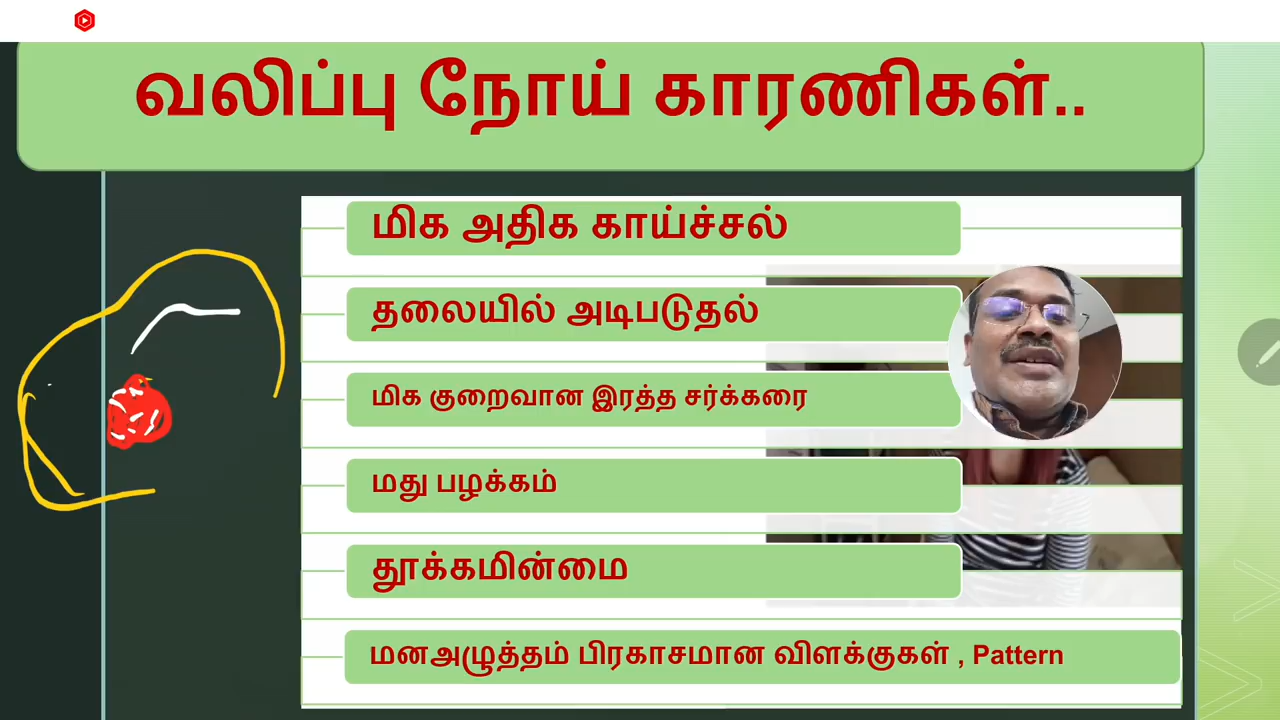 வலிப்பு நோய் காரணிகள்..
மிக அதிக காய்ச்சல்
தலையில் அடிபடுதல்
மிக குறைவான இரத்த சர்க்கரை
மது பழக்கம்
தூக்கமின்மை
மனஅழுத்தம் பிரகாசமான விளக்குகள் , Pattern